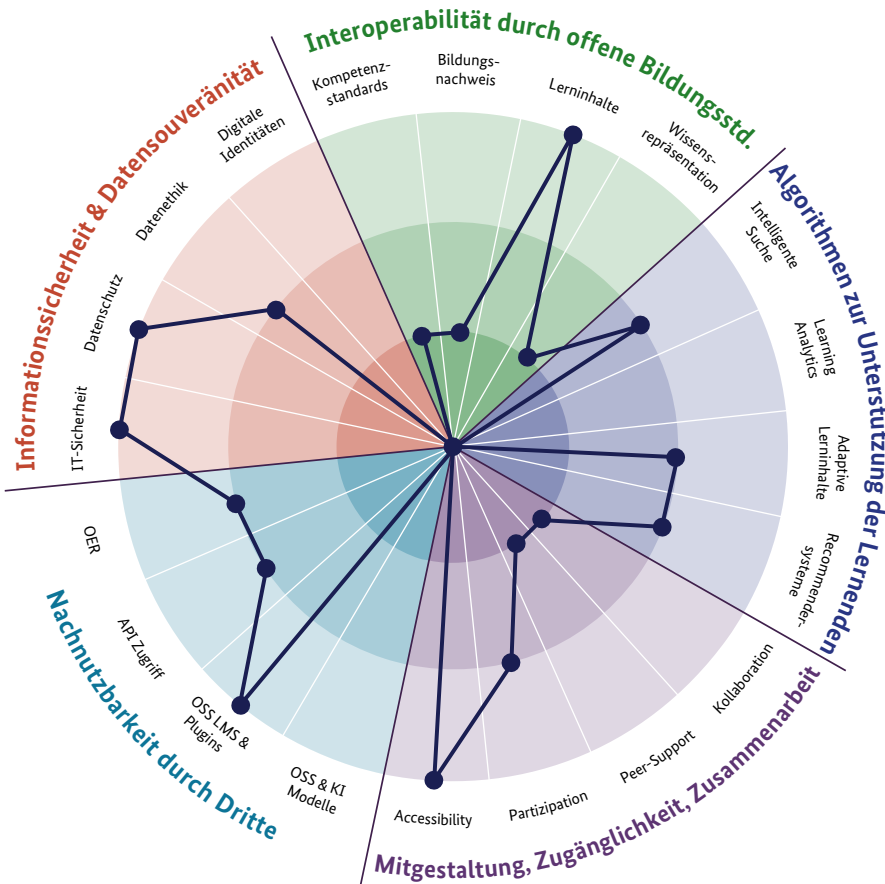 Interoperabilität durch offene Bildungsstd.
Kompetenz-
standards
Bildungs-
nachweis
Lerninhalte
Wissens-
repräsentation
Algorithmen zur Unterstützung der Lernenden
Intelligente
Suche
Learning
Analytics
Adaptive
Lerninhalte
Recommender-
systeme
Mitgestaltung, Zugänglichkeit, Zusammenarbeit
Kollaboration
Peer-Support
Partizipation
Accessibility
Nachnutzbarkeit durch Dritte
OSS & KI
Modelle
OSS LMS &
Plugins
API Zugriff
OER
Informationssicherheit & Datensouveränität
IT-Sicherheit
Datenschutz
Datenethik
Digitale
Identitäten